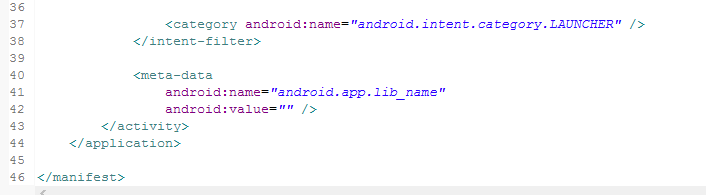 36
37 <category android:name="android.intent.category.LAUNCHER" />
38 </intent-filter>
39
40 <meta-data
41 android:name="android.app.lib_name"
42 android:value="" />
43 </activity>
44 </application>
45
46 </manifest>